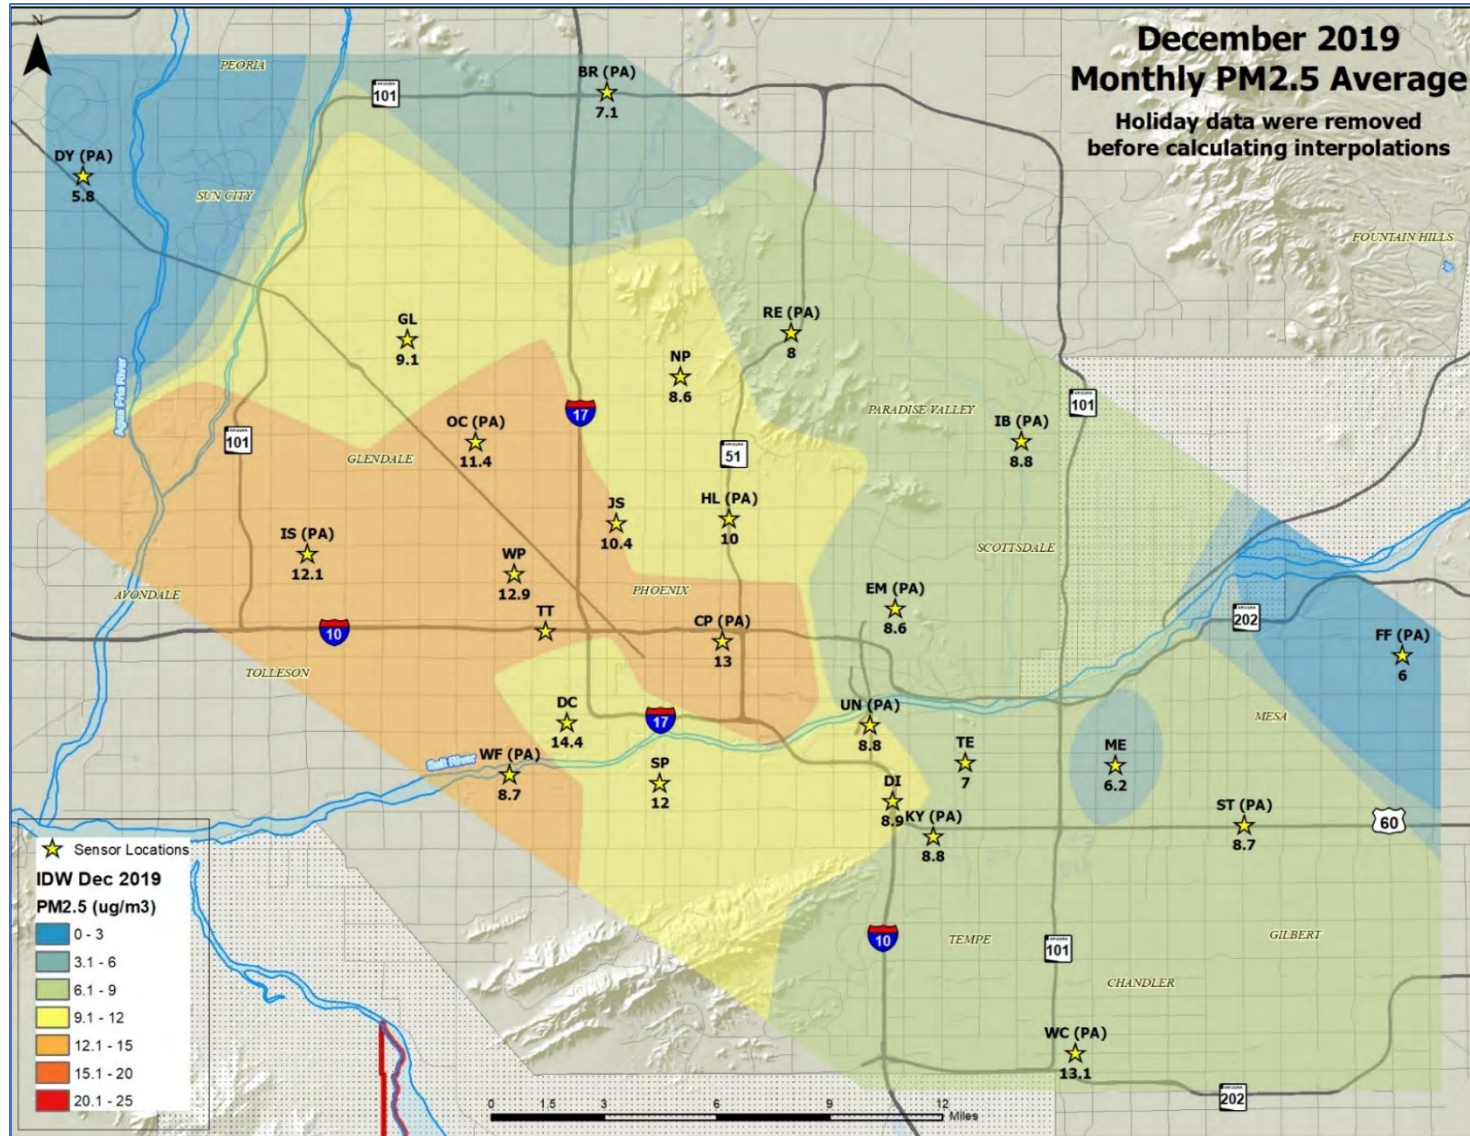 December 2019
Monthly PM2.5 Average
Holiday data were removed
before calculating interpolations
N
PEORIA
101
BR (PA)
7.1
DY (PA)
5.8
SUN CITY
FOUNTAIN HILLS
GL
9.1
RE (PA)
8
NP
8.6
Agua Fria River
17
101
PARADISE VALLEY
OC (PA)
11.4
IB (PA)
8.8
101
GLENDALE
51
JS
10.4
HL (PA)
10
IS (PA)
12.1
WP
12.9
SCOTTSDALE
AVONDALE
PHOENIX
EM (PA)
8.6
TT
10
CP (PA)
13
202
FF (PA)
6
TOLLESON
DC
14.4
17
UN (PA)
8.8
MESA
WF (PA)
8.7
Salt River
SP
12
TE
7
ME
6.2
DI
8.9
KY (PA)
8.8
ST (PA)
8.7
60
10
TEMPE
101
GILBERT
CHANDLER
WC (PA)
13.1
202
Sensor Locations
IDW Dec 2019
PM2.5 (ug/m3)
0 - 3
3.1 - 6
6.1 - 9
9.1 - 12
12.1 - 15
15.1 - 20
20.1 - 25
0 1.5 3 6 9 12
Miles